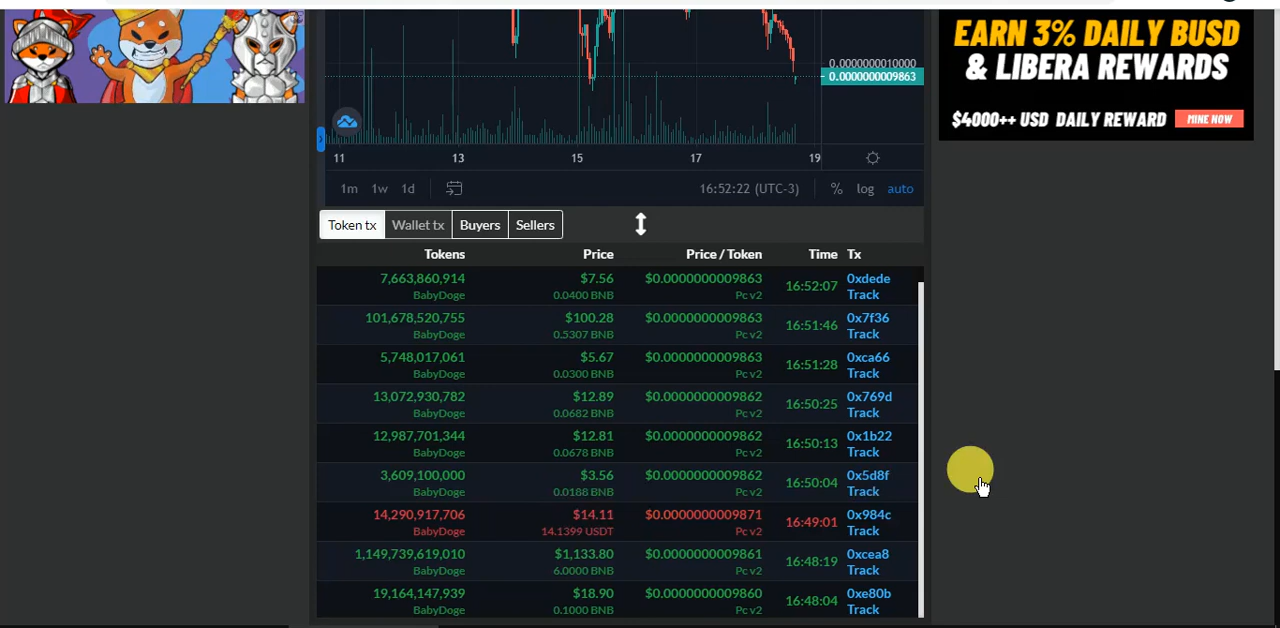 EARN 3% DAILY BUSD
& LIBERA REWARDS
$4000++ USD DAILY REWARD MINE NOW
0.0000000010000
0.0000000009863
11 13 15 17 19
1m 1w 1d 16:52:22 (UTC-3) % log auto
Token tx Wallet tx Buyers Sellers
Tokens Price Price / Token Time Tx
7,663,860,914 $7.56 $0.0000000009863 16:52:07 0xdede
BabyDoge 0.0400 BNB Pc v2 Track
101,678,520,755 $100.28 $0.0000000009863 16:51:46 0x7f36
BabyDoge 0.5307 BNB Pc v2 Track
5,748,017,061 $5.67 $0.0000000009863 16:51:28 0xca66
BabyDoge 0.0300 BNB Pc v2 Track
13,072,930,782 $12.89 $0.0000000009862 16:50:25 0x769d
BabyDoge 0.0682 BNB Pc v2 Track
12,987,701,344 $12.81 $0.0000000009862 16:50:13 0x1b22
BabyDoge 0.0678 BNB Pc v2 Track
3,609,100,000 $3.56 $0.0000000009862 16:50:04 0x5d8f
BabyDoge 0.0188 BNB Pc v2 Track
14,290,917,706 $14.11 $0.0000000009871 16:49:01 0x984c
BabyDoge 14.1399 USDT Pc v2 Track
1,149,739,619,010 $1,133.80 $0.0000000009861 16:48:19 0xcea8
BabyDoge 6.0000 BNB Pc v2 Track
19,164,147,939 $18.90 $0.0000000009860 16:48:04 0xe80b
BabyDoge 0.1000 BNB Pc v2 Track